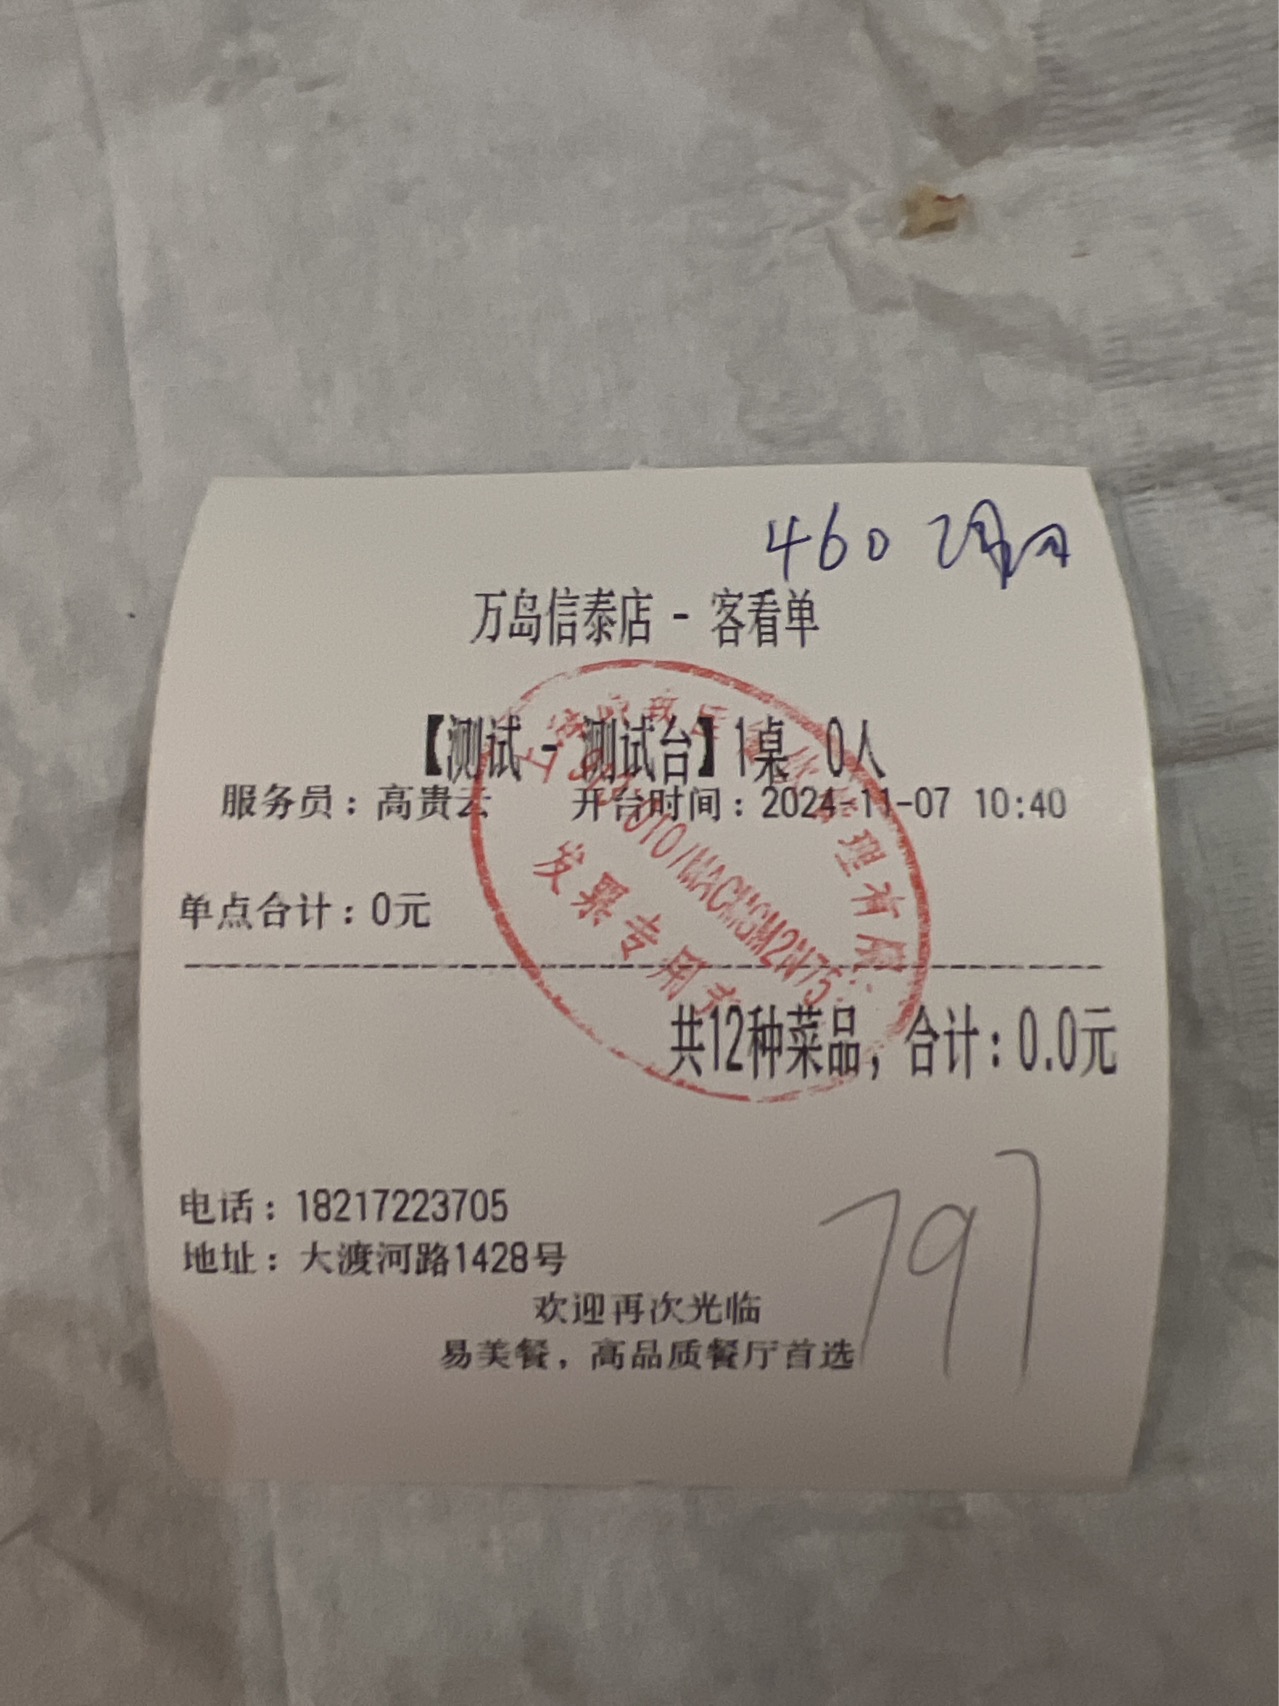 460
万岛信泰店 - 客看单
【测试 - 测试台】1桌 0人
服务员：高贵云 开台时间：2024-11-07 10:40
单点合计：0元
发票专用
共12种菜品，合计：0.0元
电话：18217223705
地址：大渡河路1428号
797
欢迎再次光临
易美餐，高品质餐厅首选